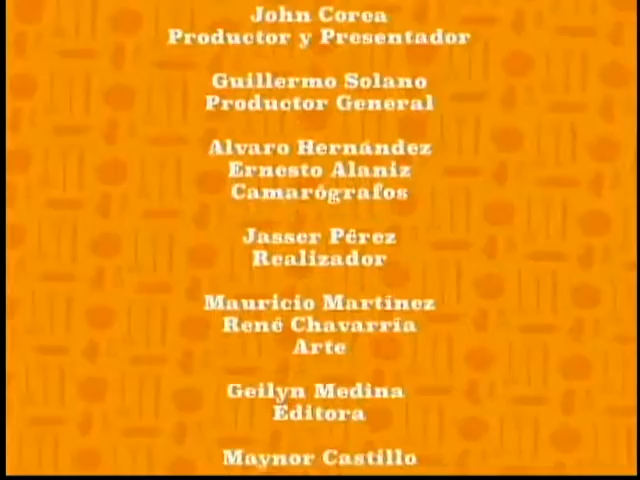 John Corea
Productor y Presentador
Guillermo Solano
Productor General
Alvaro Hernández
Ernesto Alaniz
Camarógrafos
Jasser Pérez
Realizador
Mauricio Martínez
René Chavarría
Arte
Geilyn Medina
Editora
Maynor Castillo